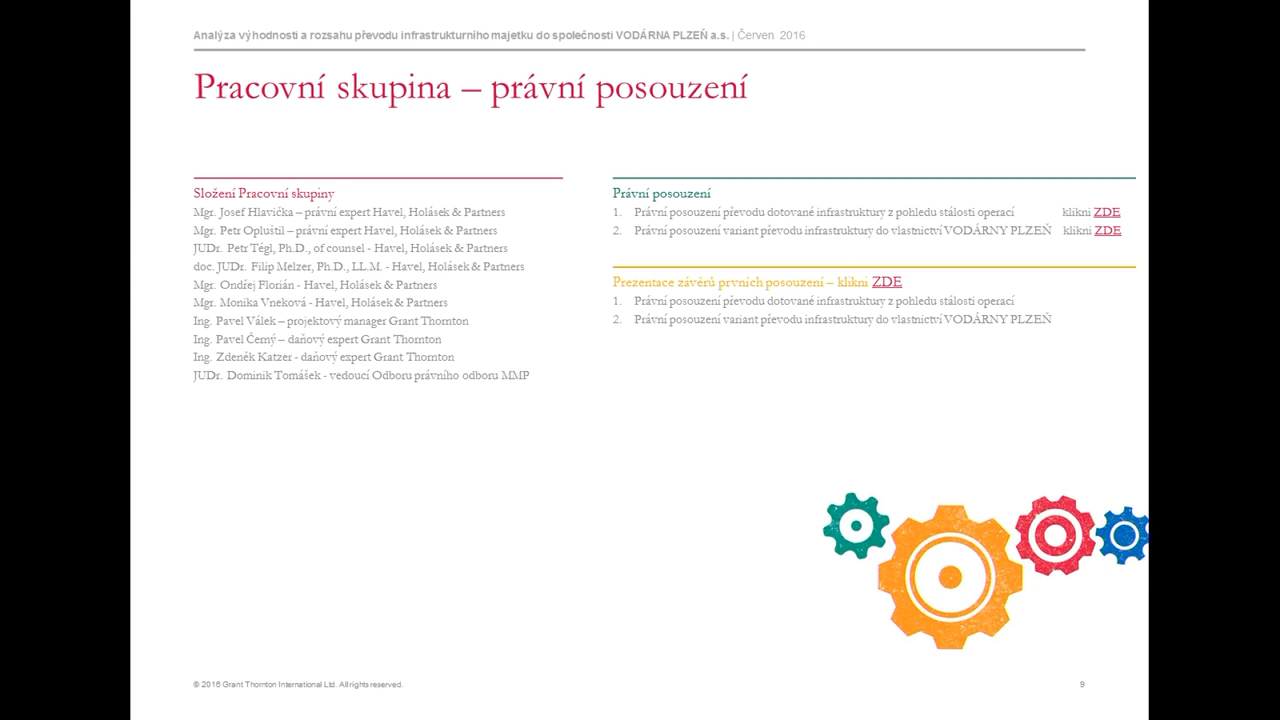 Analýza výhodnosti a rozsahu převodu infrastrukturního majetku do společnosti VODÁRNA PLZEŇ a.s. | Červen 2016
Pracovní skupina – právní posouzení
Složení Pracovní skupiny
Mgr. Josef Hlavička – právní expert Havel, Holásek & Partners
Mgr. Petr Opluštil – právní expert Havel, Holásek & Partners
JUDr. Petr Tégl, Ph.D., of counsel - Havel, Holásek & Partners
doc. JUDr. Filip Melzer, Ph.D., LL.M. - Havel, Holásek & Partners
Mgr. Ondřej Florián - Havel, Holásek & Partners
Mgr. Monika Vneková - Havel, Holásek & Partners
Ing. Pavel Válek – projektový manager Grant Thornton
Ing. Pavel Černý – daňový expert Grant Thornton
Ing. Zdeněk Katzer - daňový expert Grant Thornton
JUDr. Dominik Tomášek - vedoucí Odboru právního odboru MMP
Právní posouzení
1. Právní posouzení převodu dotované infrastruktury z pohledu stálosti operací klikni ZDE
2. Právní posouzení variant převodu infrastruktury do vlastnictví VODÁRNY PLZEŇ klikni ZDE
Prezentace závěrů prvních posouzení – klikni ZDE
1. Právní posouzení převodu dotované infrastruktury z pohledu stálosti operací
2. Právní posouzení variant převodu infrastruktury do vlastnictví VODÁRNY PLZEŇ
© 2016 Grant Thornton International Ltd. All rights reserved.
9